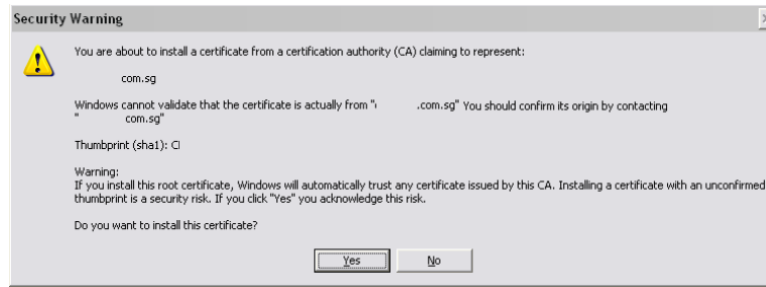 Security Warning
You are about to install a certificate from a certification authority (CA) claiming to represent:
com.sg
Windows cannot validate that the certificate is actually from "ı .com.sg" You should confirm its origin by contacting
" com.sg"
Thumbprint (sha1): C
Warning:
If you install this root certificate, Windows will automatically trust any certificate issued by this CA. Installing a certificate with an unconfirmed
thumbprint is a security risk. If you click "Yes" you acknowledge this risk.
Do you want to install this certificate?
Yes No